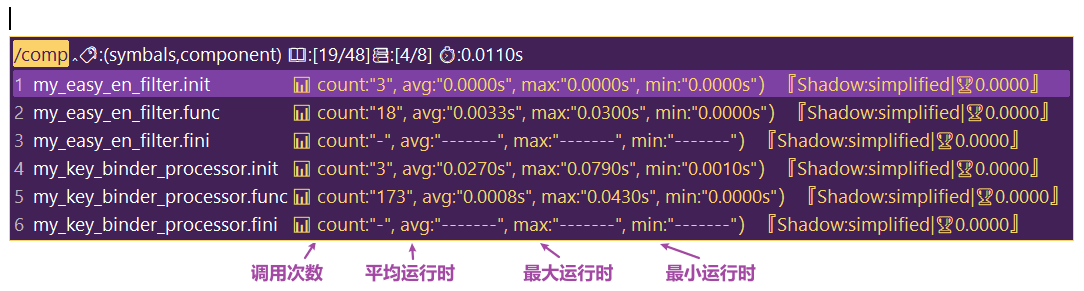 /comp‸🏷:(symbals,component) 📖:[19/48] 🗄:[4/8] ⏱:0.0110s
1 my_easy_en_filter.init 📊 count:"3", avg:"0.0000s", max:"0.0000s", min:"0.0000s") 『Shadow:simplified|🏆0.0000』
2 my_easy_en_filter.func 📊 count:"18", avg:"0.0033s", max:"0.0300s", min:"0.0000s") 『Shadow:simplified|🏆0.0000』
3 my_easy_en_filter.fini 📊 count:"-", avg:"-------", max:"-------", min:"-------") 『Shadow:simplified|🏆0.0000』
4 my_key_binder_processor.init 📊 count:"3", avg:"0.0270s", max:"0.0790s", min:"0.0010s") 『Shadow:simplified|🏆0.0000』
5 my_key_binder_processor.func 📊 count:"173", avg:"0.0008s", max:"0.0430s", min:"0.0000s") 『Shadow:simplified|🏆0.0000』
6 my_key_binder_processor.fini 📊 count:"-", avg:"-------", max:"-------", min:"-------") 『Shadow:simplified|🏆0.0000』
调用次数 平均运行时 最大运行时 最小运行时